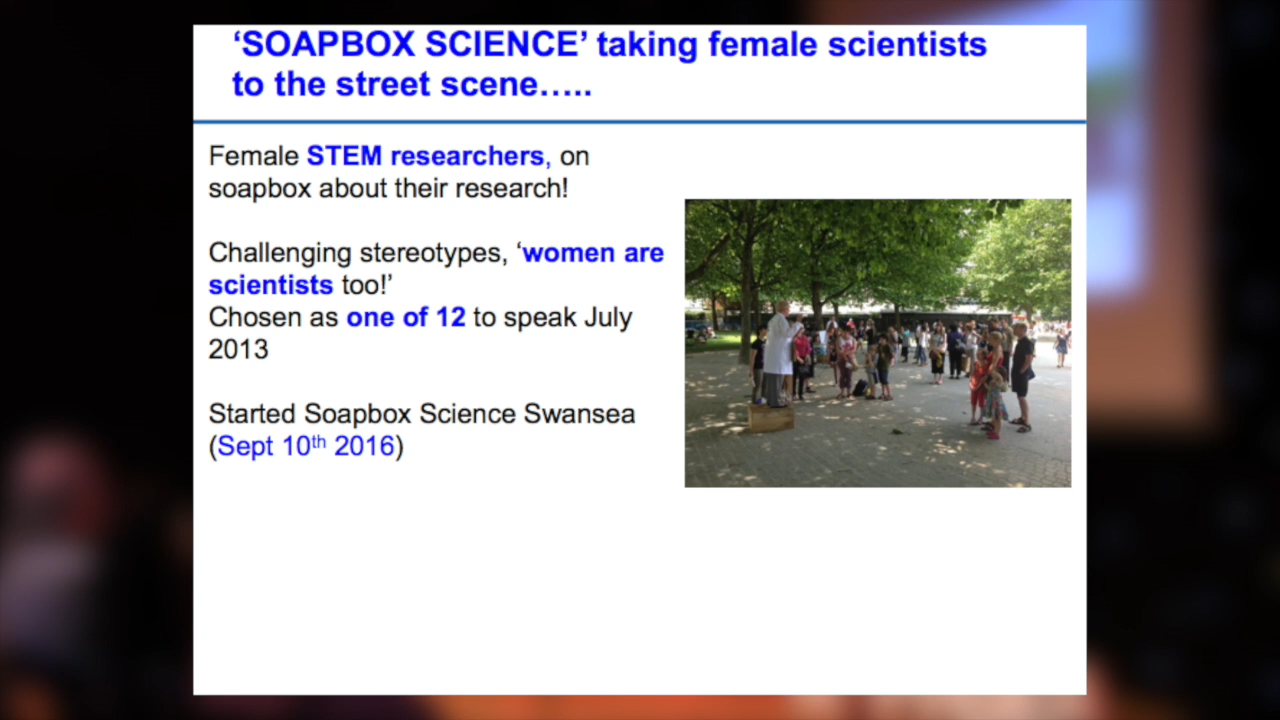 ‘SOAPBOX SCIENCE’ taking female scientists
to the street scene…..
Female STEM researchers, on
soapbox about their research!
Challenging stereotypes, ‘women are
scientists too!’
Chosen as one of 12 to speak July
2013
Started Soapbox Science Swansea
(Sept 10th 2016)